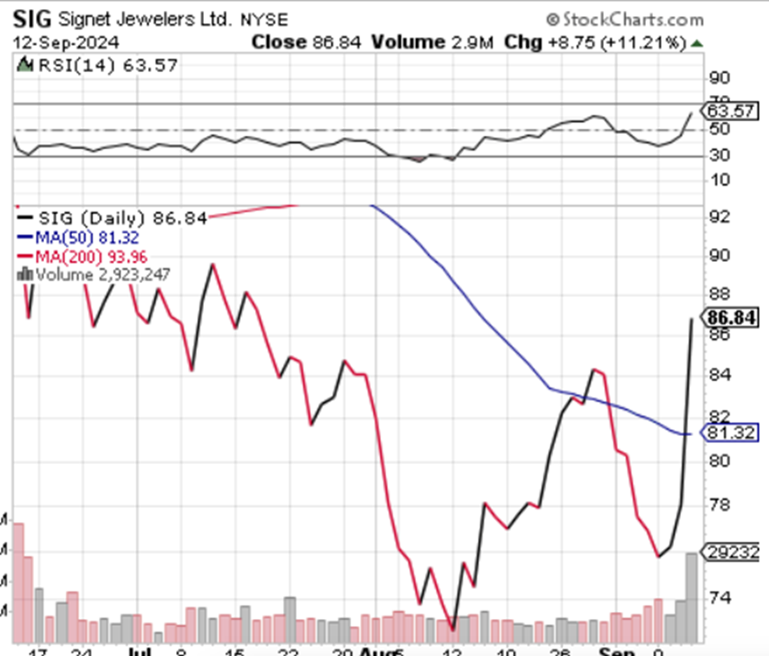 SIG Signet Jewelers Ltd. NYSE © StockCharts.com
12-Sep-2024 Close 86.84 Volume 2.9M Chg +8.75 (+11.21%) ▲
RSI(14) 63.57
90
70
63.57
50
30
10
SIG (Daily) 86.84
MA(50) 81.32
MA(200) 93.96
Volume 2,923,247
92
90
88
86.84
86
84
82
81.32
80
78
29232
74
M
M
M
M
17 24 Jul 8 15 22 29 Aug 5 12 19 26 Sep 9